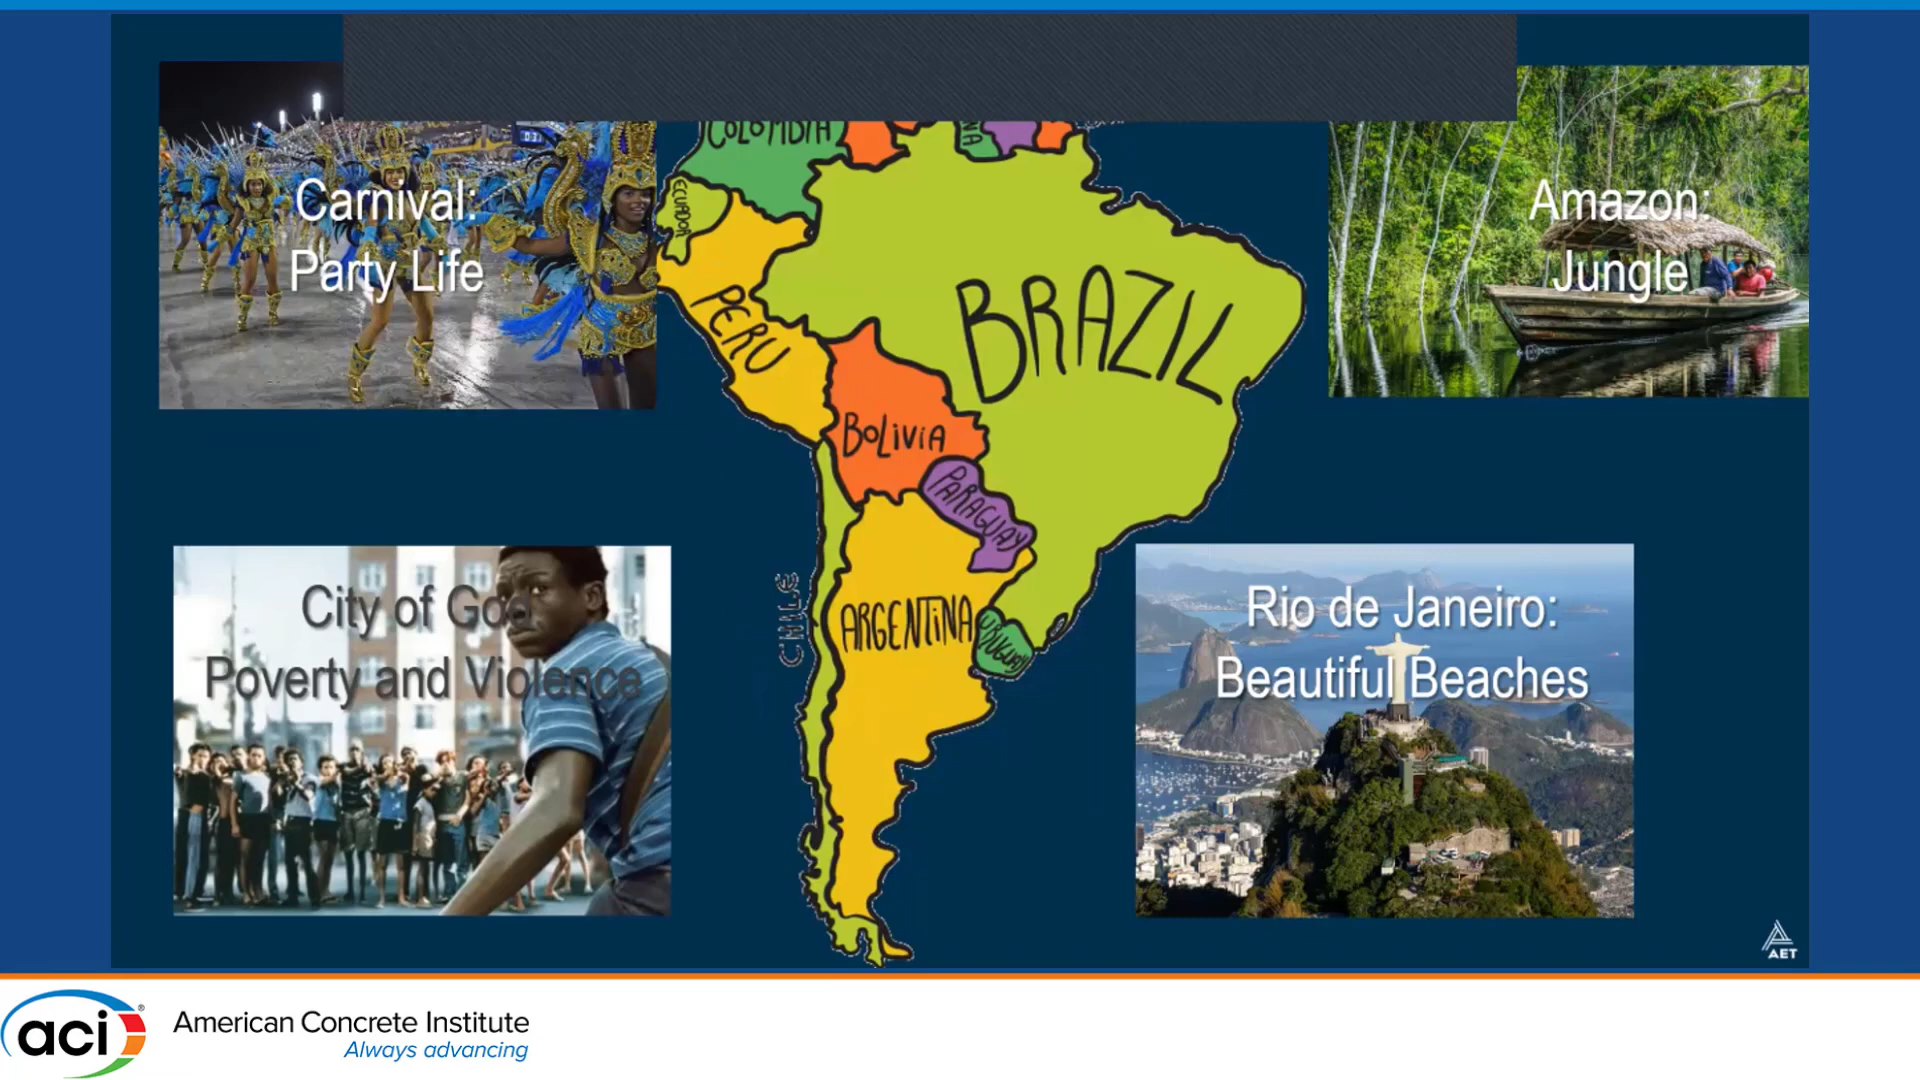 Carnival:
Party Life
Amazon:
Jungle
COLOMBIA
ECUADOR
PERU
BRAZIL
BOLIVIA
PARAGUAY
CHILE
ARGENTINA
URUGUAY
City of Go
Poverty and Violence
Rio de Janeiro:
Beautiful Beaches
AET
aci®
American Concrete Institute
Always advancing